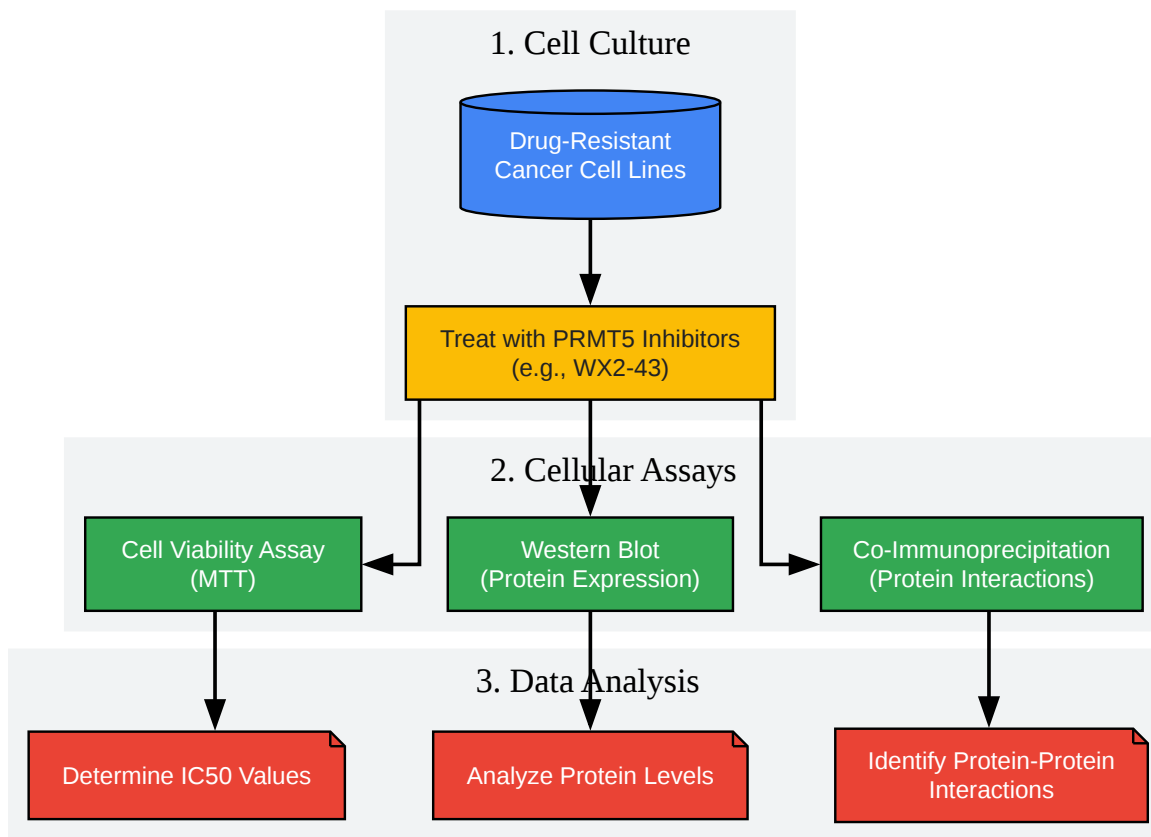 1. Cell Culture
Drug-Resistant
Cancer Cell Lines
Treat with PRMT5 Inhibitors
(e.g., WX2-43)
2. Cellular Assays
Cell Viability Assay
(MTT)
Western Blot
(Protein Expression)
Co-Immunoprecipitation
(Protein Interactions)
3. Data Analysis
Determine IC50 Values
Analyze Protein Levels
Identify Protein-Protein
Interactions